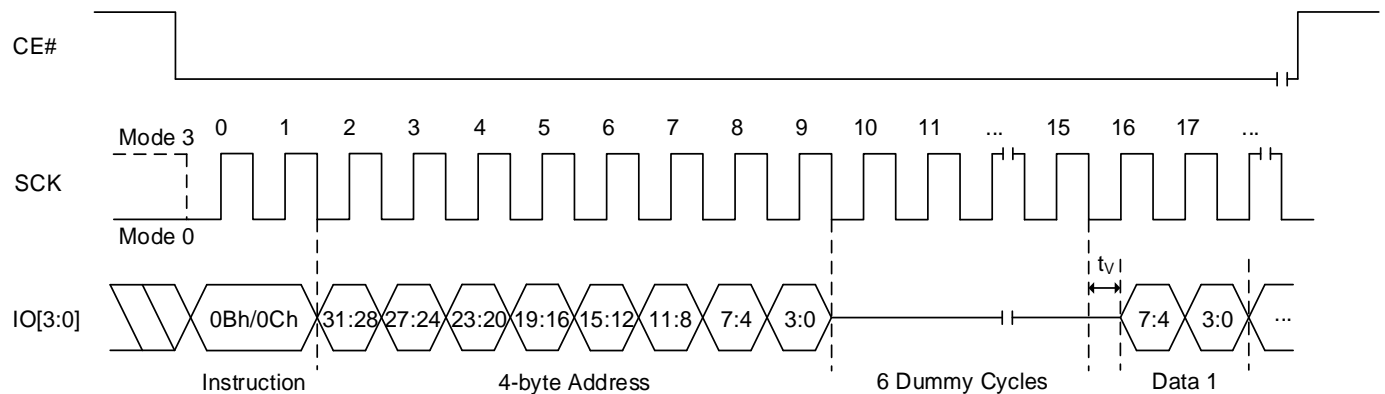 CE#
Mode 3
0 1 2 3 4 5 6 7 8 9 10 11 ... 15 16 17 ...
SCK
Mode 0
tV
IO[3:0]
0Bh/0Ch 31:28 27:24 23:20 19:16 15:12 11:8 7:4 3:0 7:4 3:0 ...
Instruction 4-byte Address 6 Dummy Cycles Data 1